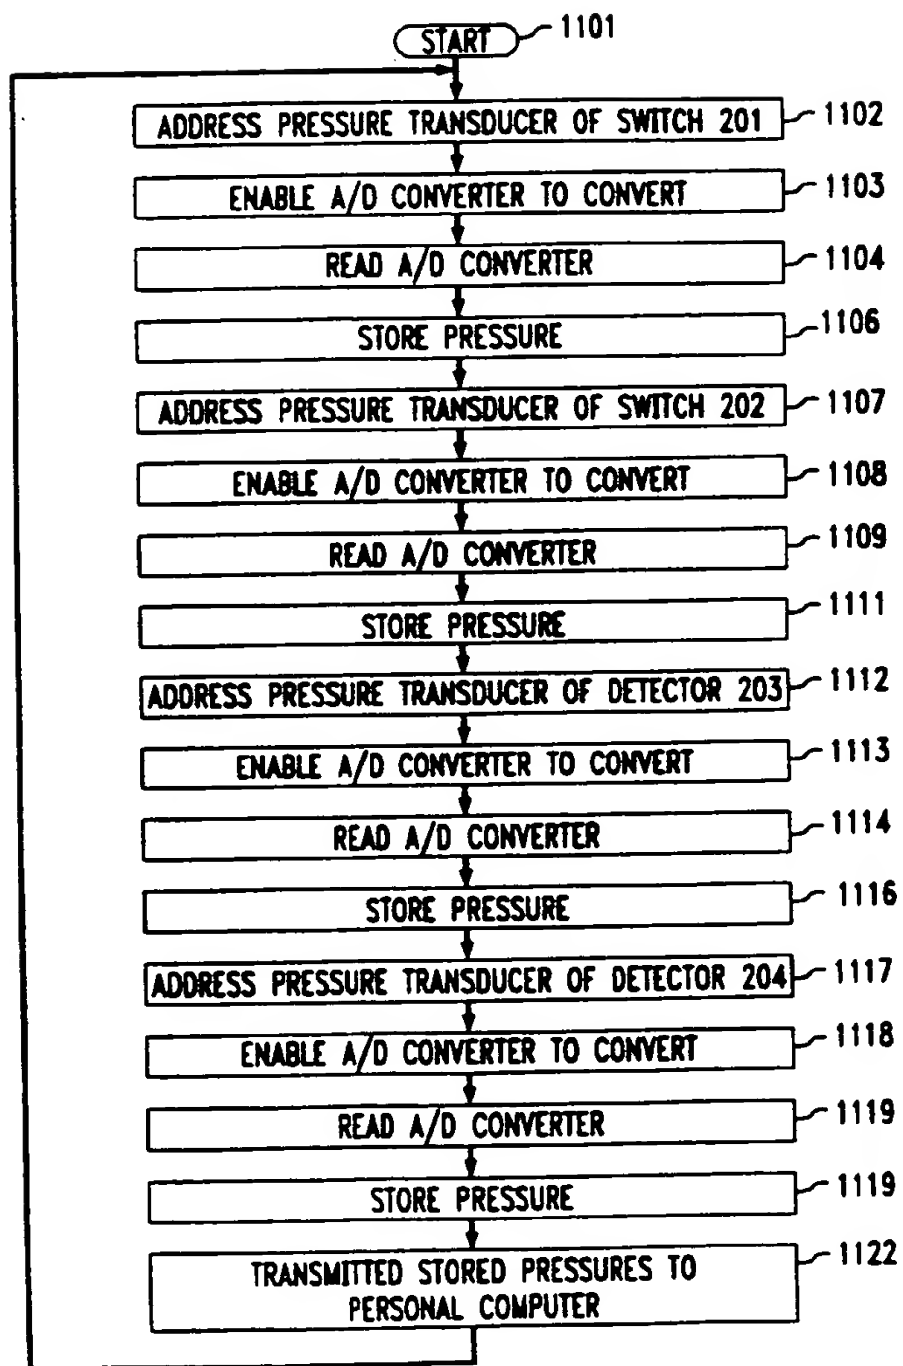 START 1101
ADDRESS PRESSURE TRANSDUCER OF SWITCH 201 1102
ENABLE A/D CONVERTER TO CONVERT 1103
READ A/D CONVERTER 1104
STORE PRESSURE 1106
ADDRESS PRESSURE TRANSDUCER OF SWITCH 202 1107
ENABLE A/D CONVERTER TO CONVERT 1108
READ A/D CONVERTER 1109
STORE PRESSURE 1111
ADDRESS PRESSURE TRANSDUCER OF DETECTOR 203 1112
ENABLE A/D CONVERTER TO CONVERT 1113
READ A/D CONVERTER 1114
STORE PRESSURE 1116
ADDRESS PRESSURE TRANSDUCER OF DETECTOR 204 1117
ENABLE A/D CONVERTER TO CONVERT 1118
READ A/D CONVERTER 1119
STORE PRESSURE 1119
TRANSMITTED STORED PRESSURES TO 1122
PERSONAL COMPUTER